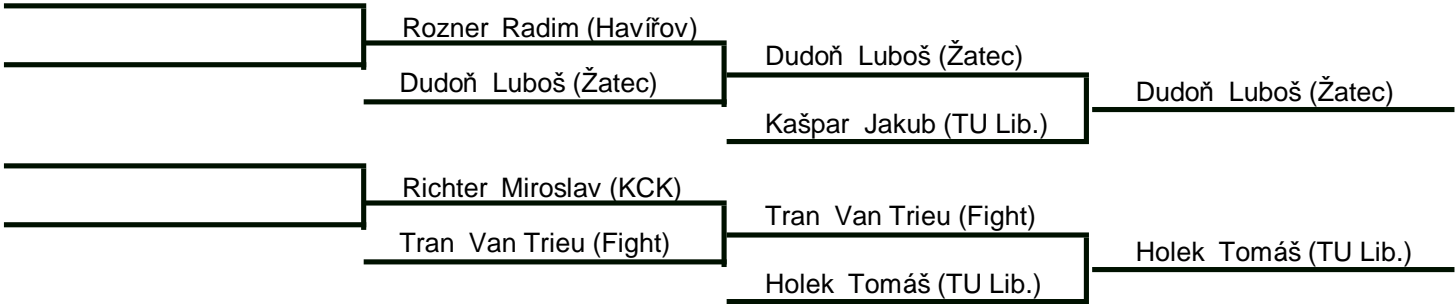 Rozner Radim (Havířov)
Dudoň Luboš (Žatec)
Dudoň Luboš (Žatec)
Kašpar Jakub (TU Lib.)
Dudoň Luboš (Žatec)
Richter Miroslav (KCK)
Tran Van Trieu (Fight)
Tran Van Trieu (Fight)
Holek Tomáš (TU Lib.)
Holek Tomáš (TU Lib.)